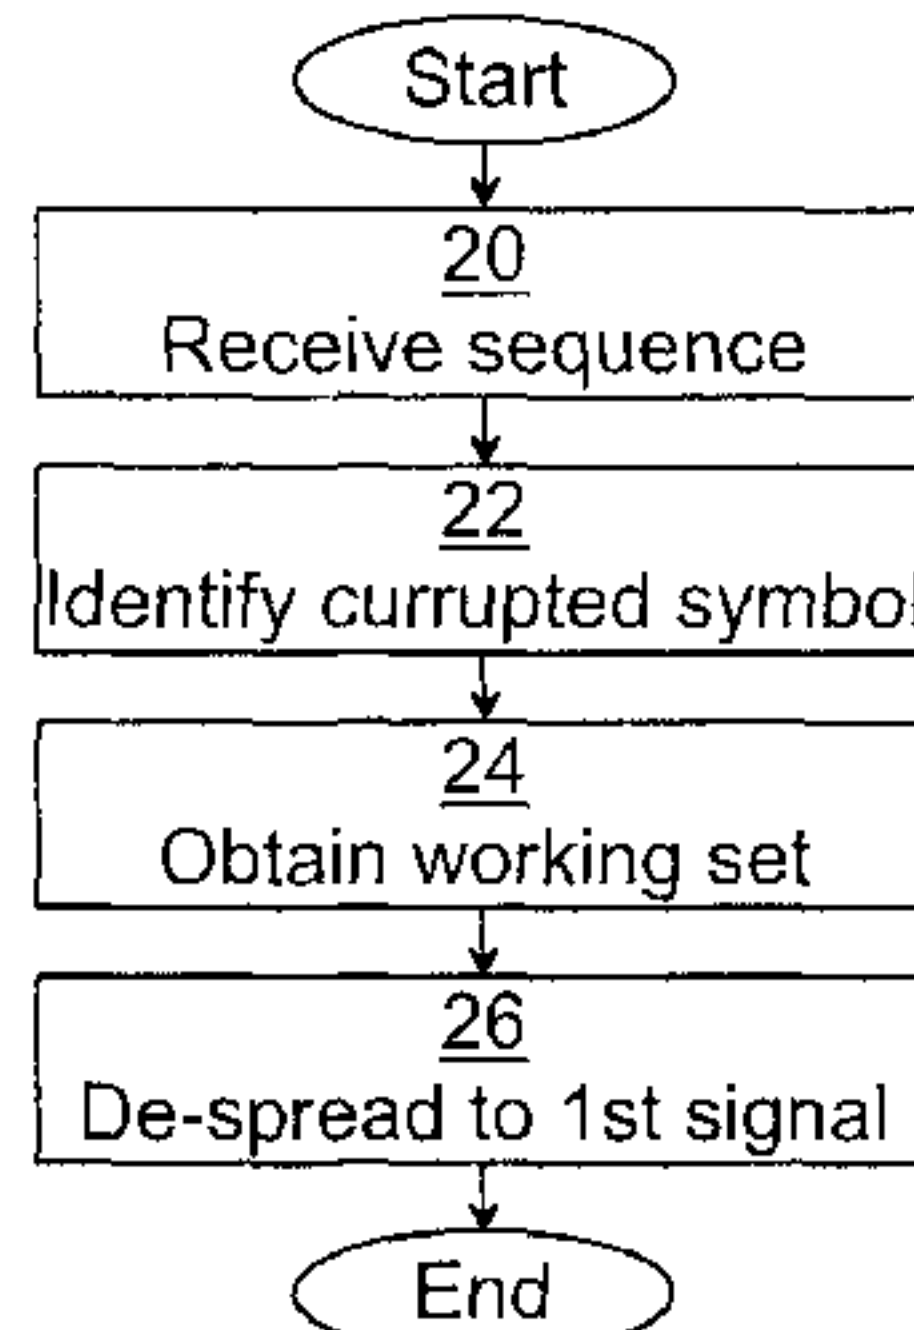 Start
20
Receive sequence
22
Identify currupted symbol
24
Obtain working set
26
De-spread to 1st signal
End